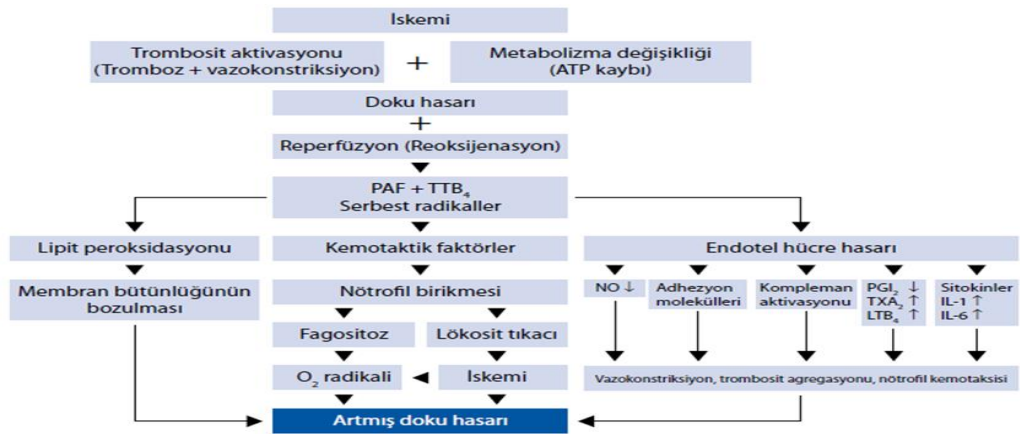 İskemi
Trombosit aktivasyonu
(Tromboz + vazokonstriksiyon)
+
Metabolizma değişikliği
(ATP kaybı)
Doku hasarı
+
Reperfüzyon (Reoksijenasyon)
PAF + TTB₄
Serbest radikaller
Lipit peroksidasyonu
Kemotaktik faktörler
Endotel hücre hasarı
Membran bütünlüğünün
bozulması
Nötrofil birikmesi
NO ↓
Adhezyon
molekülleri
Kompleman
aktivasyonu
PGI₂ ↓
TXA₂ ↑
LTB₄ ↑
Sitokinler
IL-1 ↑
IL-6 ↑
Fagositoz
Lökosit tıkacı
O₂ radikali
İskemi
Vazokonstriksiyon, trombosit agregasyonu, nötrofil kemotaksisi
Artmış doku hasarı